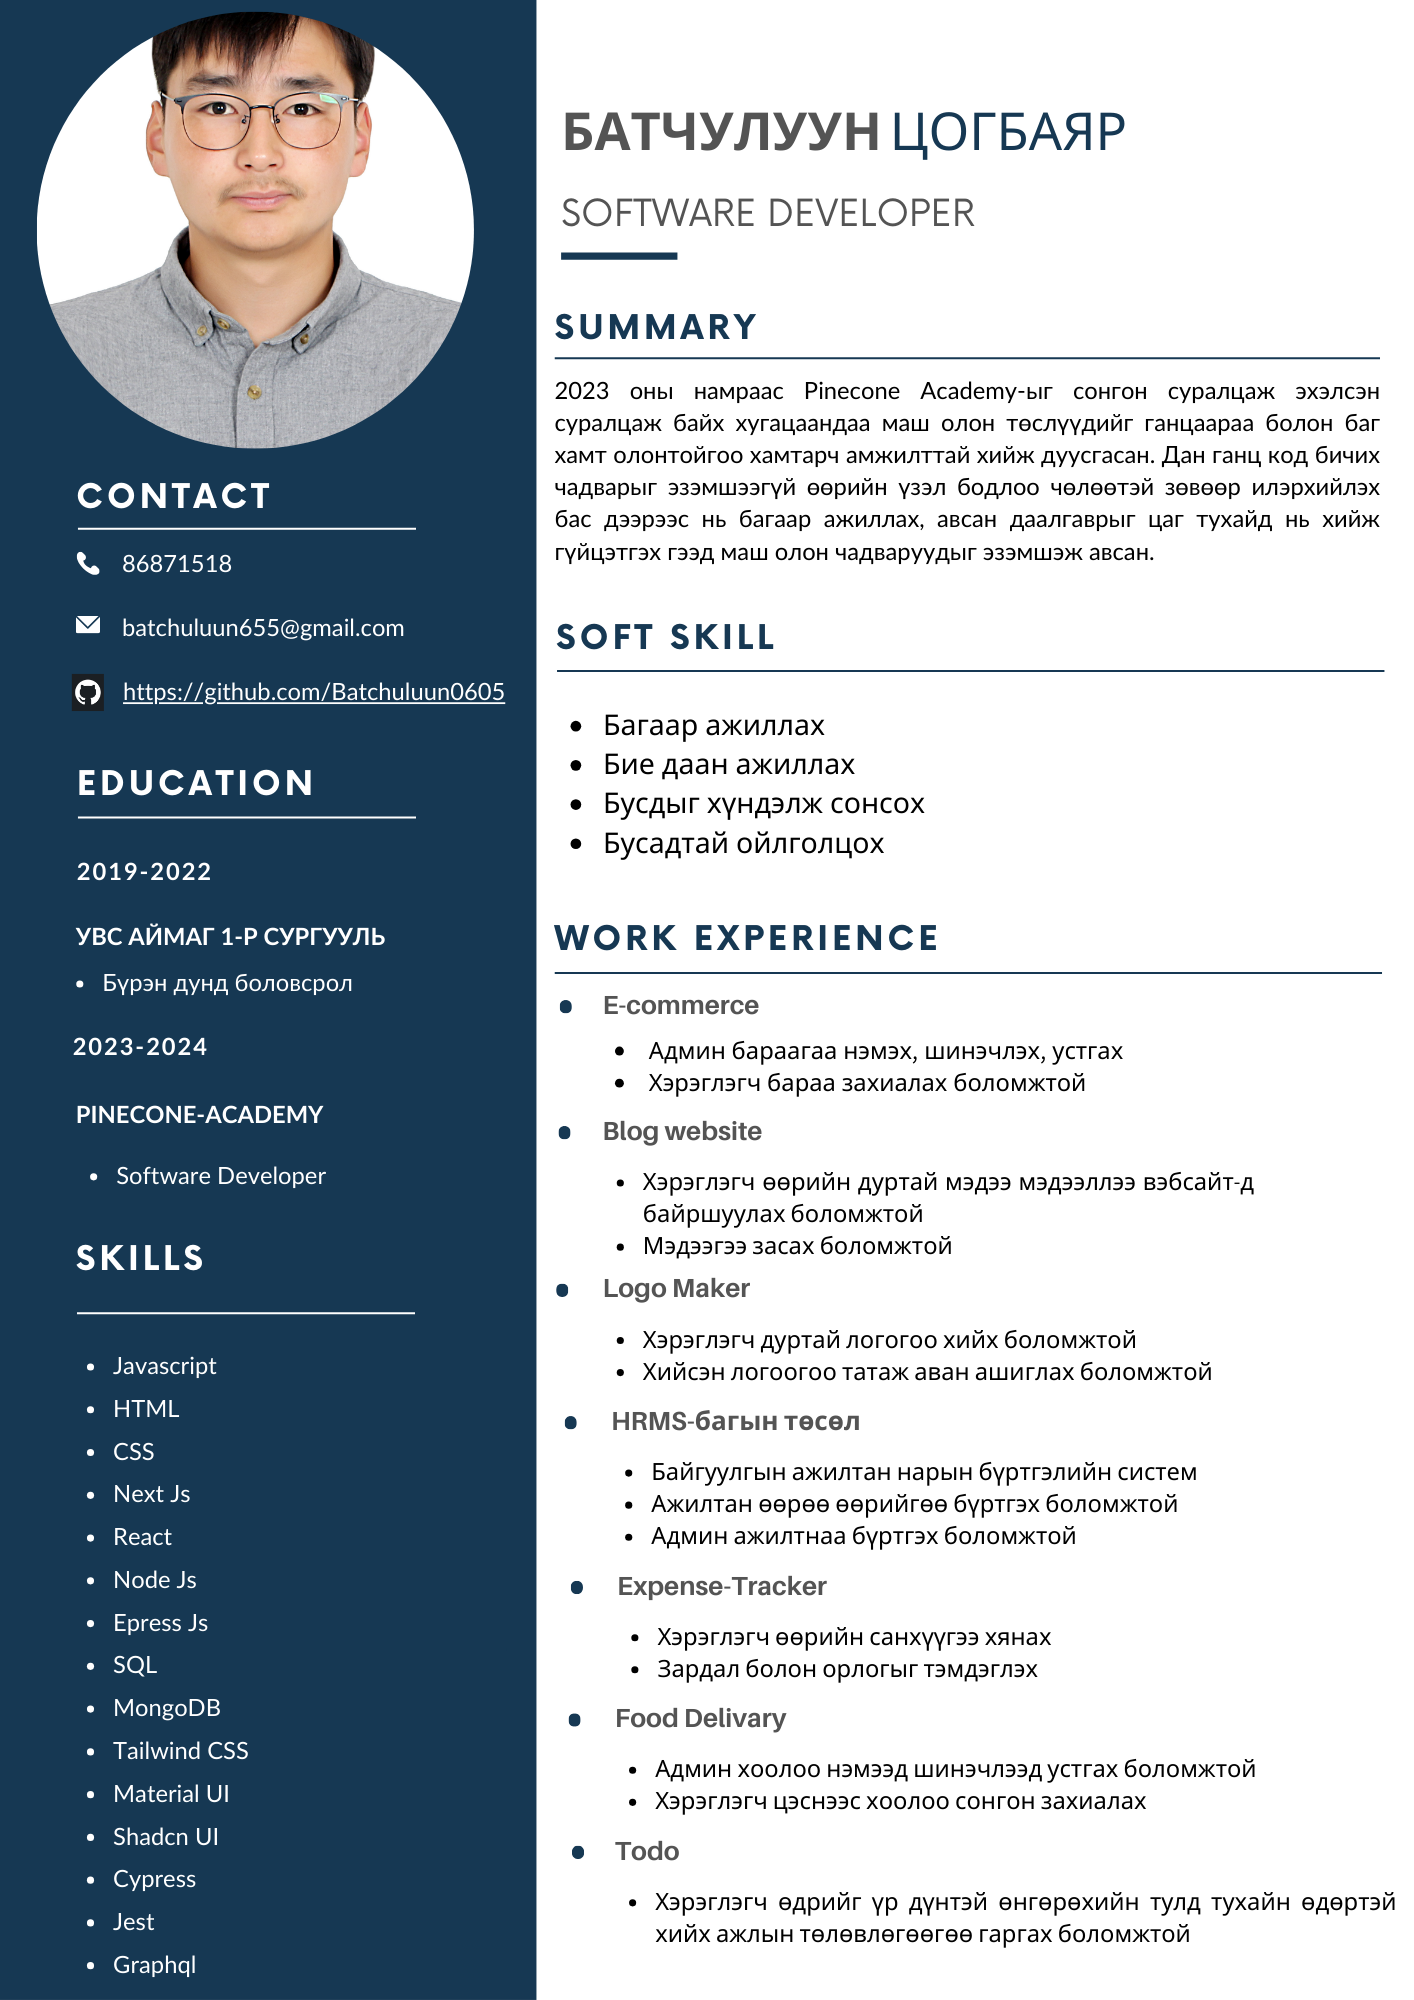 БАТЧУЛУУН ЦОГБАЯР
SOFTWARE DEVELOPER
CONTACT
86871518
batchuluun655@gmail.com
https://github.com/Batchuluun0605
EDUCATION
2019-2022
УВС АЙМАГ 1-Р СУРГУУЛЬ
• Бүрэн дунд боловсрол
2023-2024
PINECONE-ACADEMY
• Software Developer
SKILLS
• Javascript
• HTML
• CSS
• Next Js
• React
• Node Js
• Epress Js
• SQL
• MongoDB
• Tailwind CSS
• Material UI
• Shadcn UI
• Cypress
• Jest
• Graphql
SUMMARY
2023 оны намраас Pinecone Academy-ыг сонгон суралцаж эхэлсэн
суралцаж байх хугацаандаа маш олон төслүүдийг ганцаараа болон баг
хамт олонтойгоо хамтарч амжилттай хийж дуусгасан. Дан ганц код бичих
чадварыг эзэмшээгүй өөрийн үзэл бодлоо чөлөөтэй зөвөөр илэрхийлэх
бас дээрээс нь багаар ажиллах, авсан даалгаврыг цаг тухайд нь хийж
гүйцэтгэх гээд маш олон чадваруудыг эзэмшэж авсан.
SOFT SKILL
• Багаар ажиллах
• Бие даан ажиллах
• Бусдыг хүндэлж сонсох
• Бусадтай ойлголцох
WORK EXPERIENCE
• E-commerce
• Админ бараагаа нэмэх, шинэчлэх, устгах
• Хэрэглэгч бараа захиалах боломжтой
• Blog website
• Хэрэглэгч өөрийн дуртай мэдээ мэдээллээ вэбсайт-д
байршуулах боломжтой
• Мэдээгээ засах боломжтой
• Logo Maker
• Хэрэглэгч дуртай логогоо хийх боломжтой
• Хийсэн логоогоо татаж аван ашиглах боломжтой
• HRMS-багын төсөл
• Байгуулгын ажилтан нарын бүртгэлийн систем
• Ажилтан өөрөө өөрийгөө бүртгэх боломжтой
• Админ ажилтнаа бүртгэх боломжтой
• Expense-Tracker
• Хэрэглэгч өөрийн санхүүгээ хянах
• Зардал болон орлогыг тэмдэглэх
• Food Delivary
• Админ хоолоо нэмээд шинэчлээд устгах боломжтой
• Хэрэглэгч цэснээс хоолоо сонгон захиалах
• Todo
• Хэрэглэгч өдрийг үр дүнтэй өнгөрөхийн тулд тухайн өдөртэй
хийх ажлын төлөвлөгөөгөө гаргах боломжтой